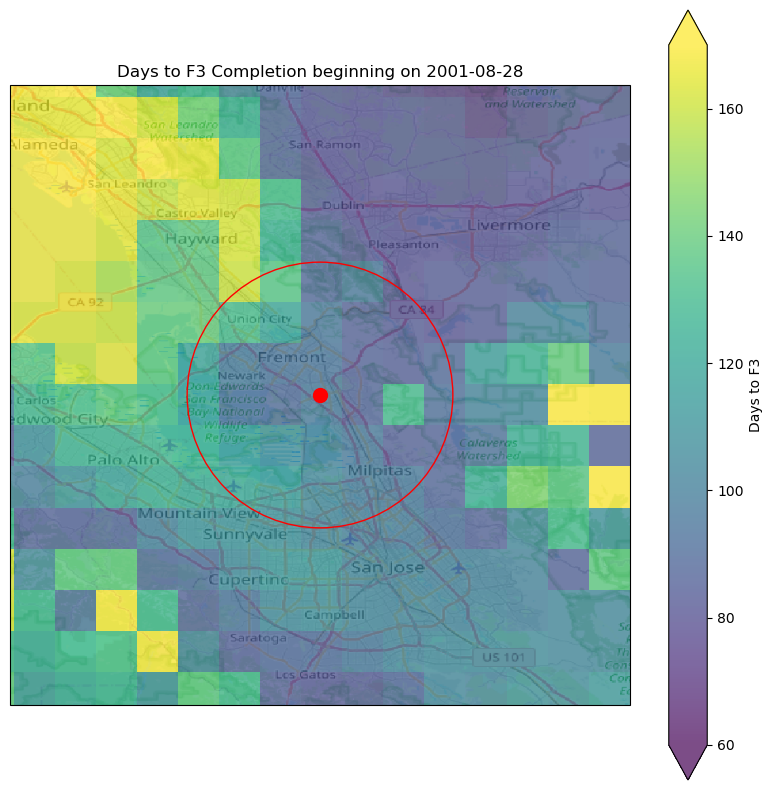 Days to F3 Completion beginning on 2001-08-28
Danville
Reservoir
and Watershed
land
San Leandro
Watershed
Alameda
San Ramon
San Leandro
Dublin
Castro Valley
Livermore
Hayward
Pleasanton
CA 92
CA 84
Union City
Fremont
Newark
Don Edwards
San Francisco
Bay National
Wildlife
Refuge
Carlos
edwood City
Calaveras
Watershed
Palo Alto
Milpitas
Mountain View
Sunnyvale
San Jose
Cupertino
Campbell
Saratoga
US 101
Los Gatos
160
140
120
100
80
60
Days to F3